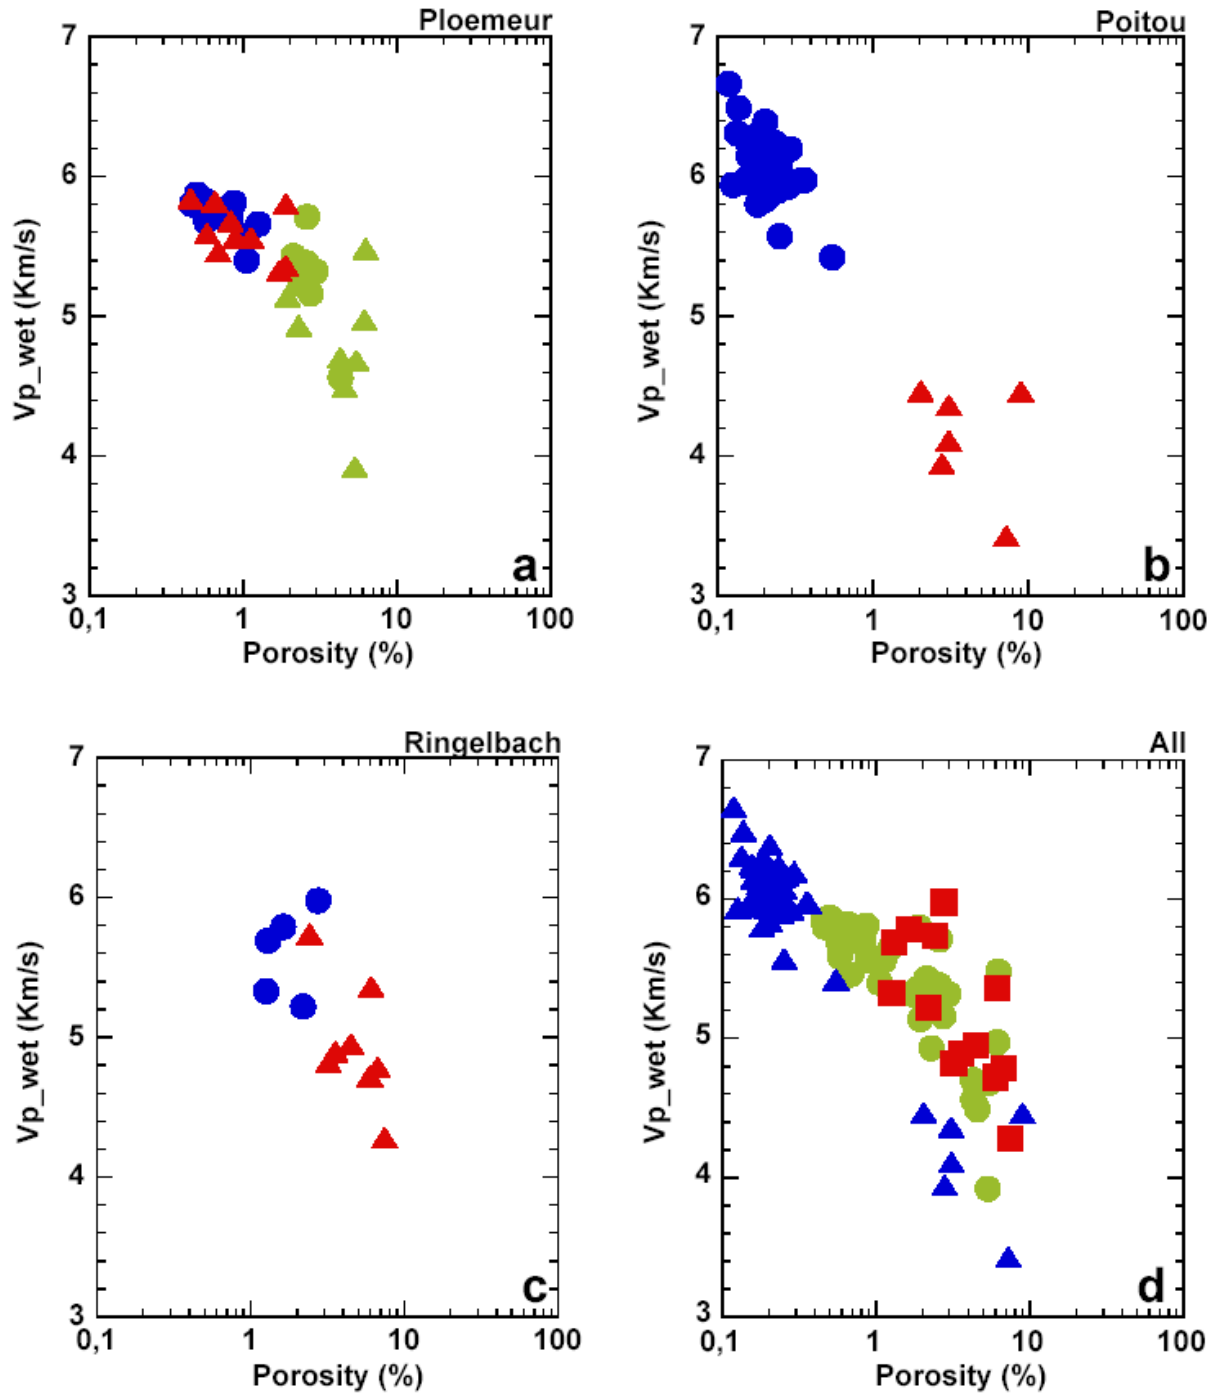 Ploemeur
7
6
5
4
3
Vp_wet (Km/s)
a
0,1 1 10 100
Porosity (%)
Poitou
7
6
5
4
3
Vp_wet (Km/s)
b
0,1 1 10 100
Porosity (%)
Ringelbach
7
6
5
4
3
Vp_wet (Km/s)
c
0,1 1 10 100
Porosity (%)
All
7
6
5
4
3
Vp_wet (Km/s)
d
0,1 1 10 100
Porosity (%)